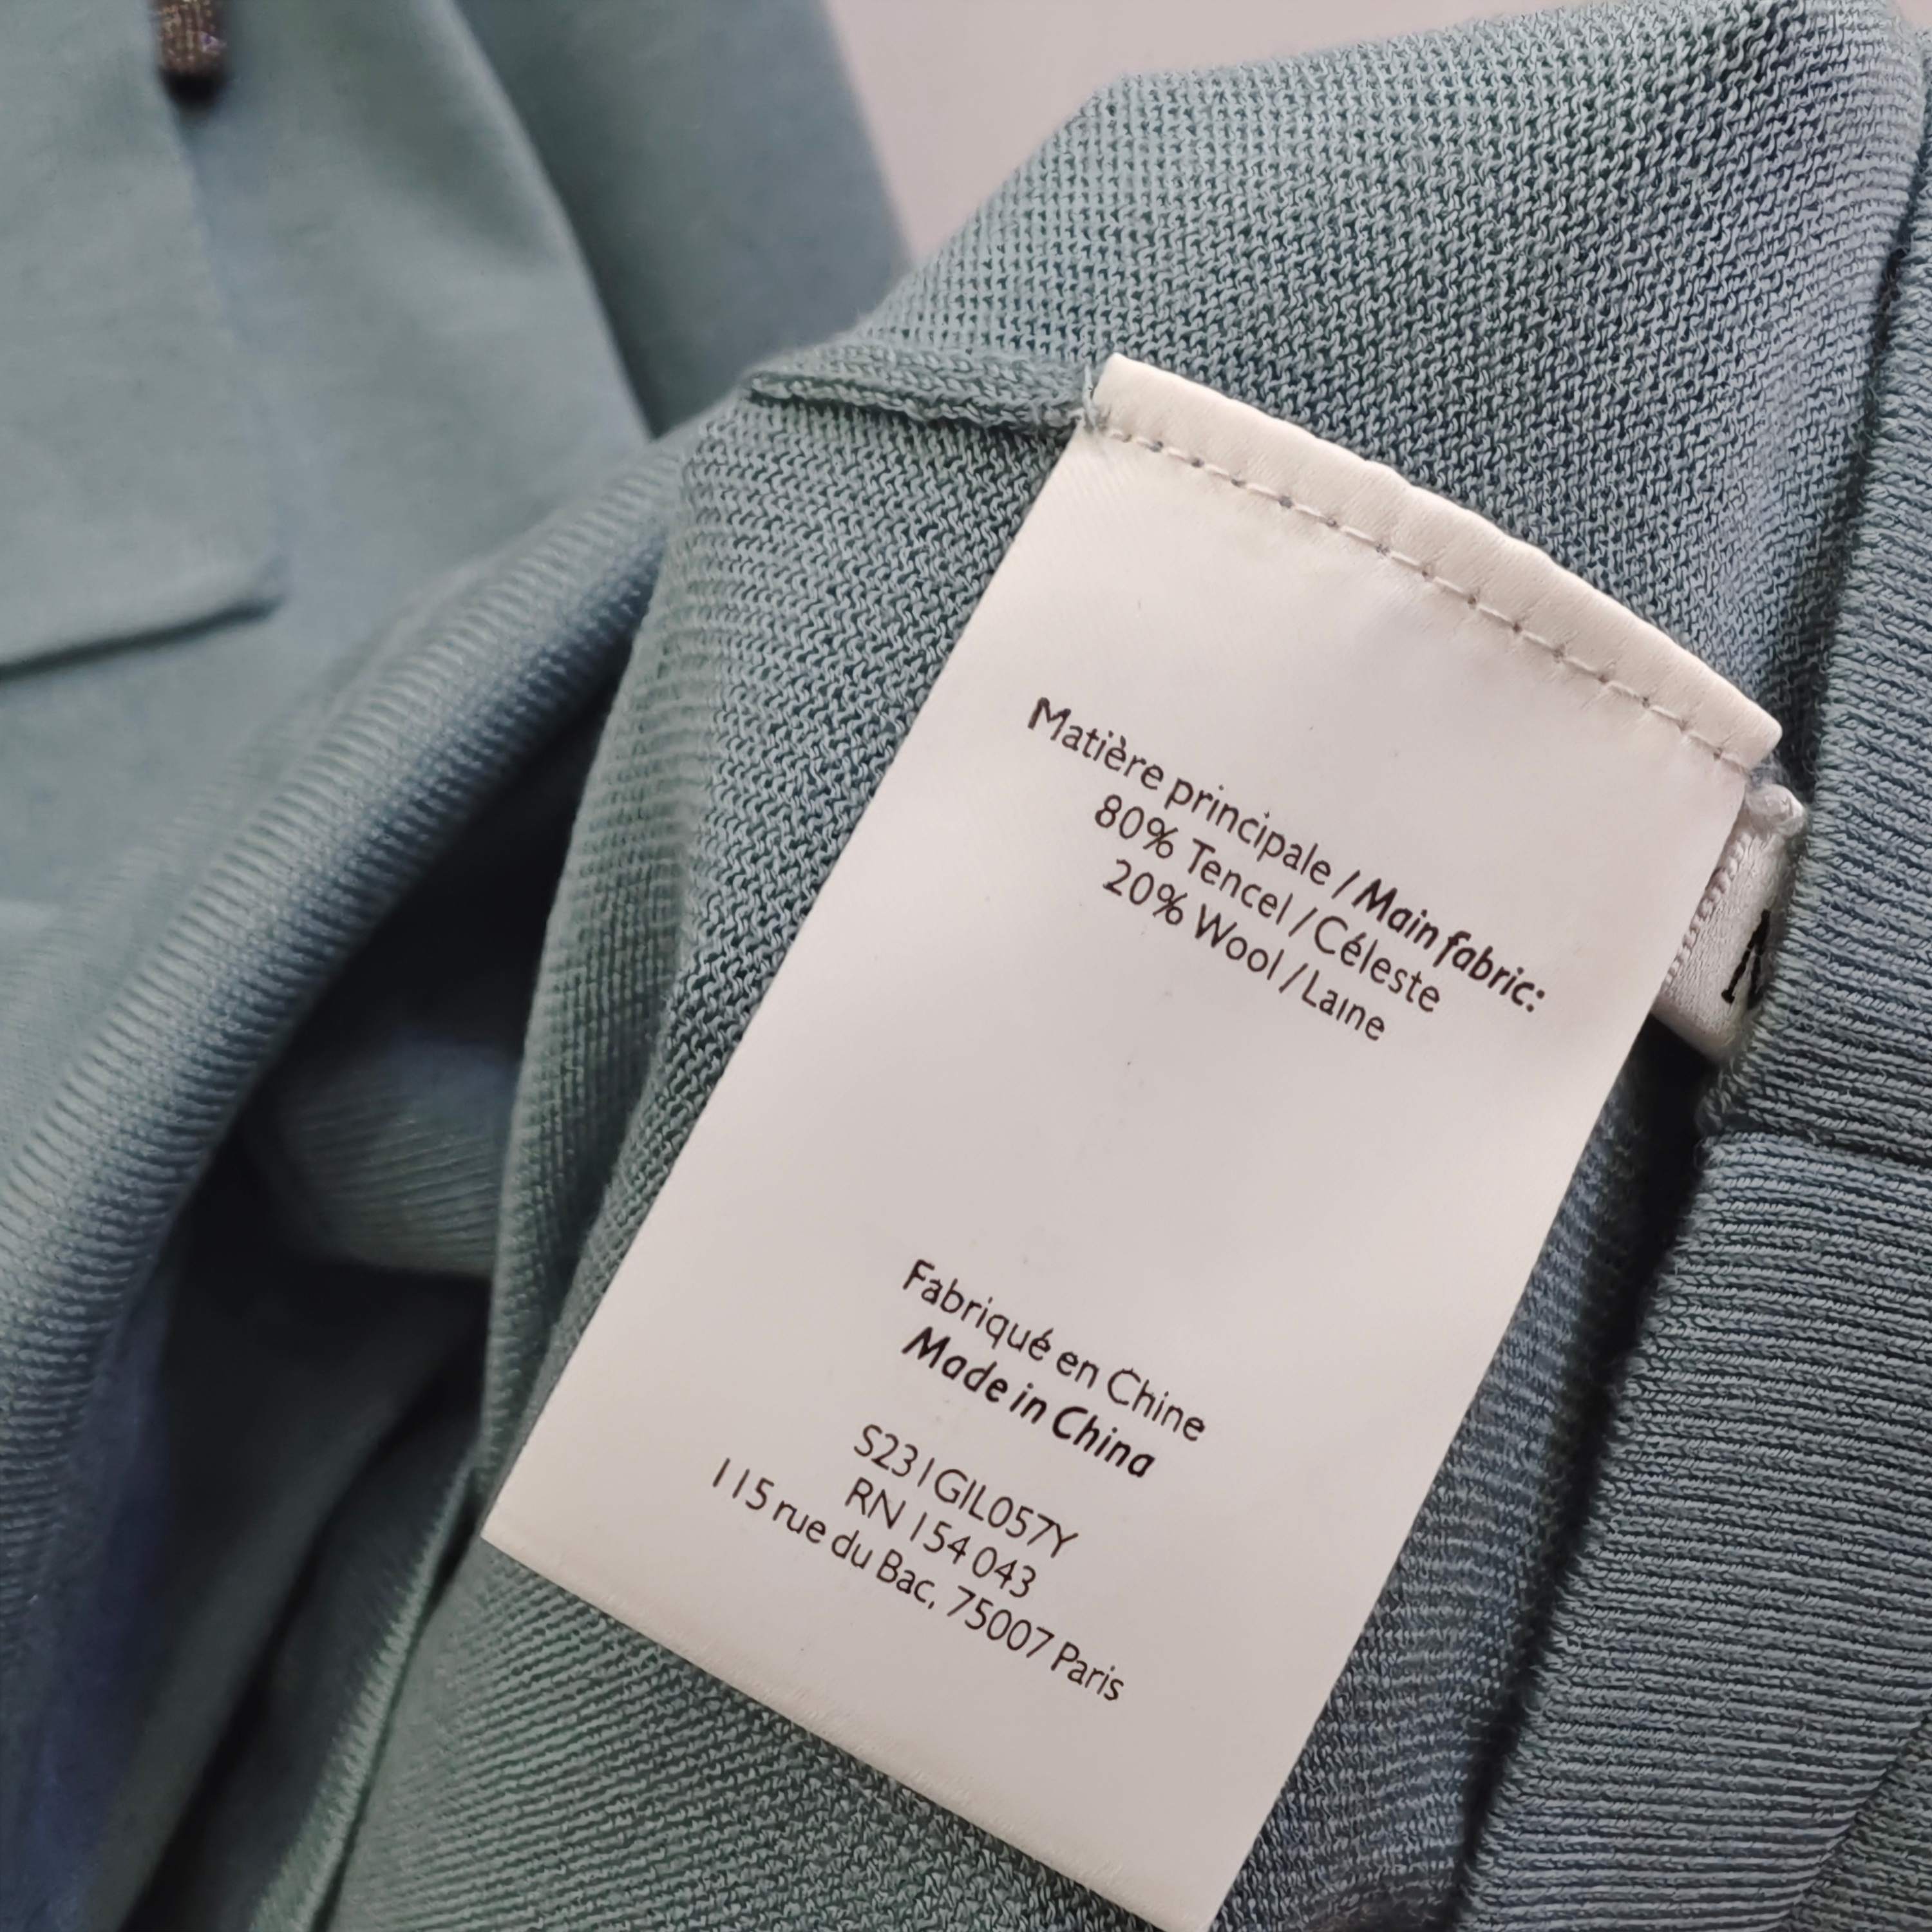 Matière principale / Main fabric:
80% Tencel / Céleste
20% Wool / Laine
Fabriqué en Chine
Made in China
S231GIL057Y
RN 154 043
115 rue du Bac, 75007 Paris